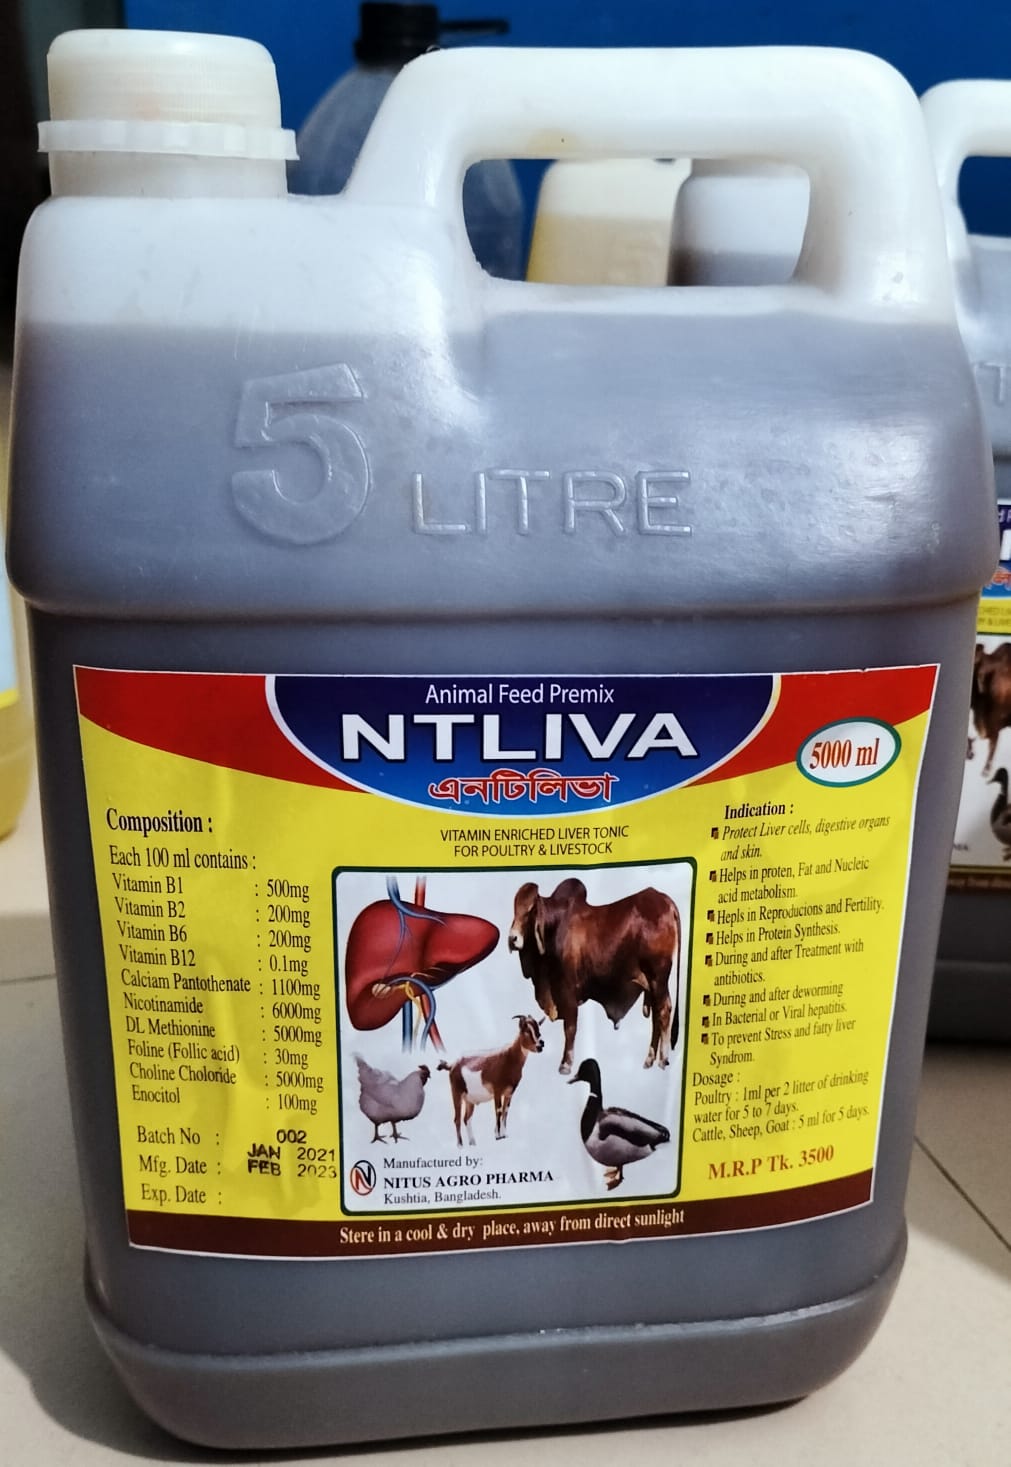 5 LITRE
Animal Feed Premix
NTLIVA
এনটিলিভা
5000 ml
VITAMIN ENRICHED LIVER TONIC
FOR POULTRY & LIVESTOCK
Composition :
Each 100 ml contains :
Vitamin B1 : 500mg
Vitamin B2 : 200mg
Vitamin B6 : 200mg
Vitamin B12 : 0.1mg
Calciam Pantothenate : 1100mg
Nicotinamide : 6000mg
DL Methionine : 5000mg
Foline (Follic acid) : 30mg
Choline Choloride : 5000mg
Enocitol : 100mg
Batch No : 002
Mfg. Date : JAN 2021
Exp. Date : FEB 2023
Manufactured by:
NITUS AGRO PHARMA
Kushtia, Bangladesh.
Indication :
Protect Liver cells, digestive organs
and skin.
Helps in proten, Fat and Nucleic
acid metabolism.
Hepls in Reproducions and Fertility.
Helps in Protein Synthesis.
During and after Treatment with
antibiotics.
During and after deworming
In Bacterial or Viral hepatitis.
To prevent Stress and fatty liver
Syndrom.
Dosage :
Poultry : 1ml per 2 litter of drinking
water for 5 to 7 days.
Cattle, Sheep, Goat : 5 ml for 5 days.
M.R.P Tk. 3500
Stere in a cool & dry place, away from direct sunlight